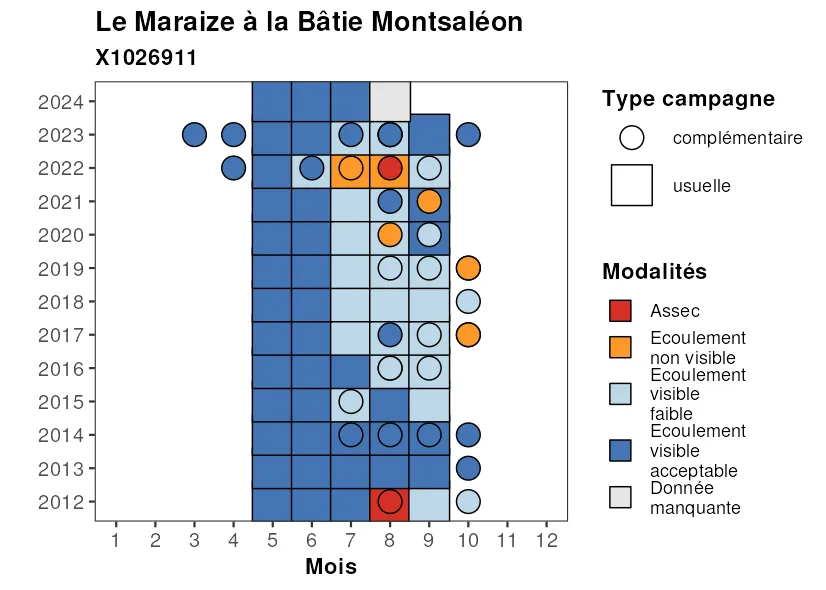 Le Maraize à la Bâtie Montsaléon
X1026911
2024
2023
2022
2021
2020
2019
2018
2017
2016
2015
2014
2013
2012
1 2 3 4 5 6 7 8 9 10 11 12
Mois
Type campagne
complémentaire
usuelle
Modalités
Assec
Ecoulement
non visible
Ecoulement
visible
faible
Ecoulement
visible
acceptable
Donnée
manquante